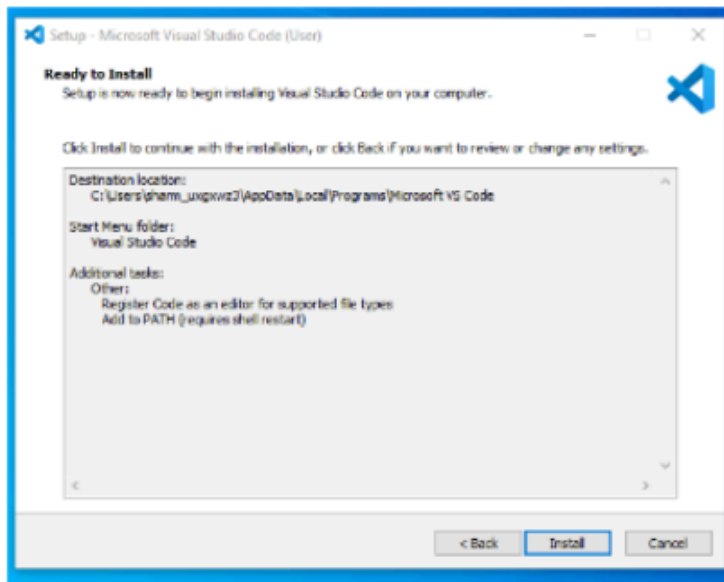 Setup - Microsoft Visual Studio Code (User)
Ready to Install
Setup is now ready to begin installing Visual Studio Code on your computer.
Click Install to continue with the installation, or click Back if you want to review or change any settings.
Destination location:
C:\Users\sharm_uxgxwz3\AppData\Local\Programs\Microsoft VS Code
Start Menu folder:
Visual Studio Code
Additional tasks:
Other:
Register Code as an editor for supported file types
Add to PATH (requires shell restart)
< Back
Install
Cancel